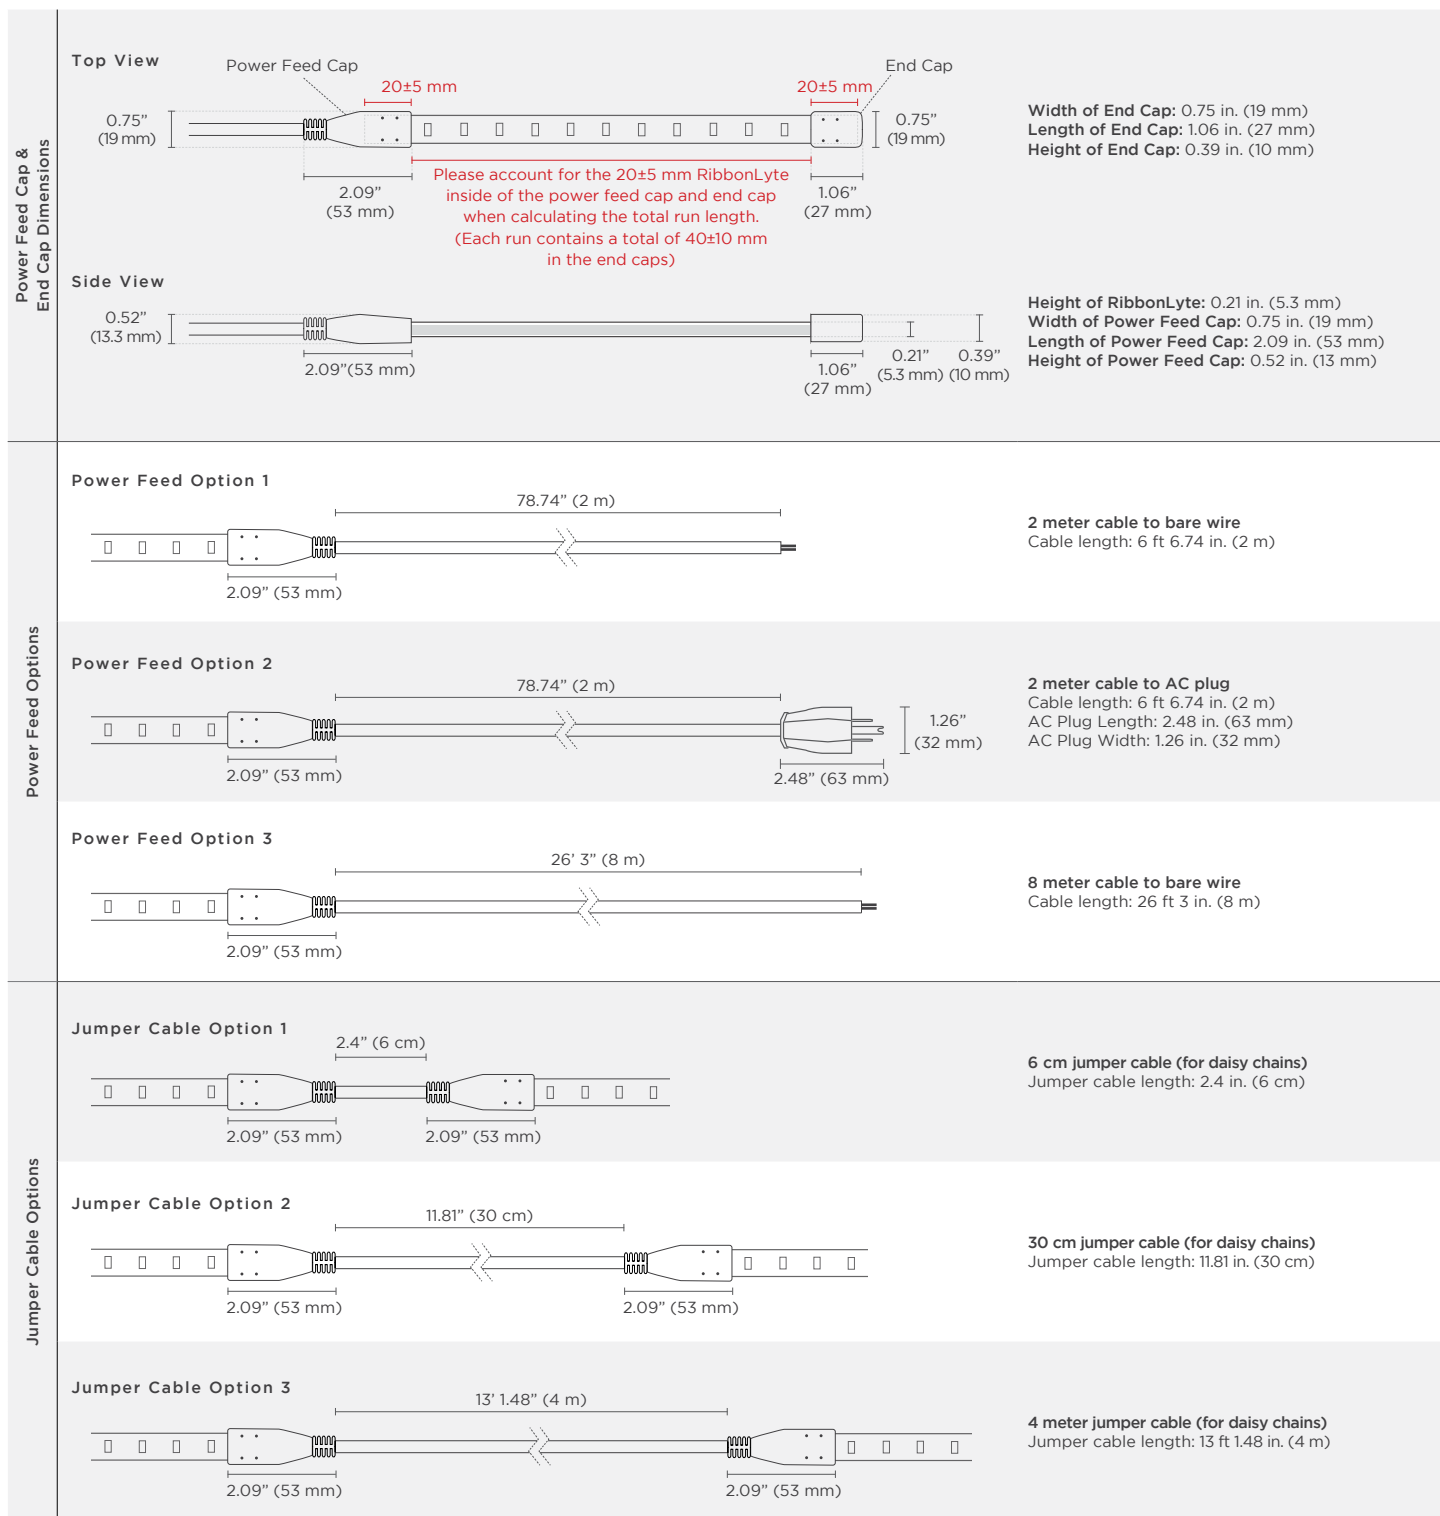 Power Feed Cap &
End Cap Dimensions
Top View
Power Feed Cap
End Cap
20±5 mm
20±5 mm
0.75”
(19 mm)
0.75”
(19 mm)
2.09”
(53 mm)
Please account for the 20±5 mm RibbonLyte
inside of the power feed cap and end cap
when calculating the total run length.
(Each run contains a total of 40±10 mm
in the end caps)
1.06”
(27 mm)
Width of End Cap: 0.75 in. (19 mm)
Length of End Cap: 1.06 in. (27 mm)
Height of End Cap: 0.39 in. (10 mm)
Side View
0.52”
(13.3 mm)
2.09”(53 mm)
1.06”
(27 mm)
0.21”
(5.3 mm)
0.39”
(10 mm)
Height of RibbonLyte: 0.21 in. (5.3 mm)
Width of Power Feed Cap: 0.75 in. (19 mm)
Length of Power Feed Cap: 2.09 in. (53 mm)
Height of Power Feed Cap: 0.52 in. (13 mm)
Power Feed Options
Power Feed Option 1
78.74” (2 m)
2.09” (53 mm)
2 meter cable to bare wire
Cable length: 6 ft 6.74 in. (2 m)
Power Feed Option 2
78.74” (2 m)
2.09” (53 mm)
1.26”
(32 mm)
2.48” (63 mm)
2 meter cable to AC plug
Cable length: 6 ft 6.74 in. (2 m)
AC Plug Length: 2.48 in. (63 mm)
AC Plug Width: 1.26 in. (32 mm)
Power Feed Option 3
26’ 3” (8 m)
2.09” (53 mm)
8 meter cable to bare wire
Cable length: 26 ft 3 in. (8 m)
Jumper Cable Options
Jumper Cable Option 1
2.4” (6 cm)
2.09” (53 mm)
2.09” (53 mm)
6 cm jumper cable (for daisy chains)
Jumper cable length: 2.4 in. (6 cm)
Jumper Cable Option 2
11.81” (30 cm)
2.09” (53 mm)
2.09” (53 mm)
30 cm jumper cable (for daisy chains)
Jumper cable length: 11.81 in. (30 cm)
Jumper Cable Option 3
13’ 1.48” (4 m)
2.09” (53 mm)
2.09” (53 mm)
4 meter jumper cable (for daisy chains)
Jumper cable length: 13 ft 1.48 in. (4 m)